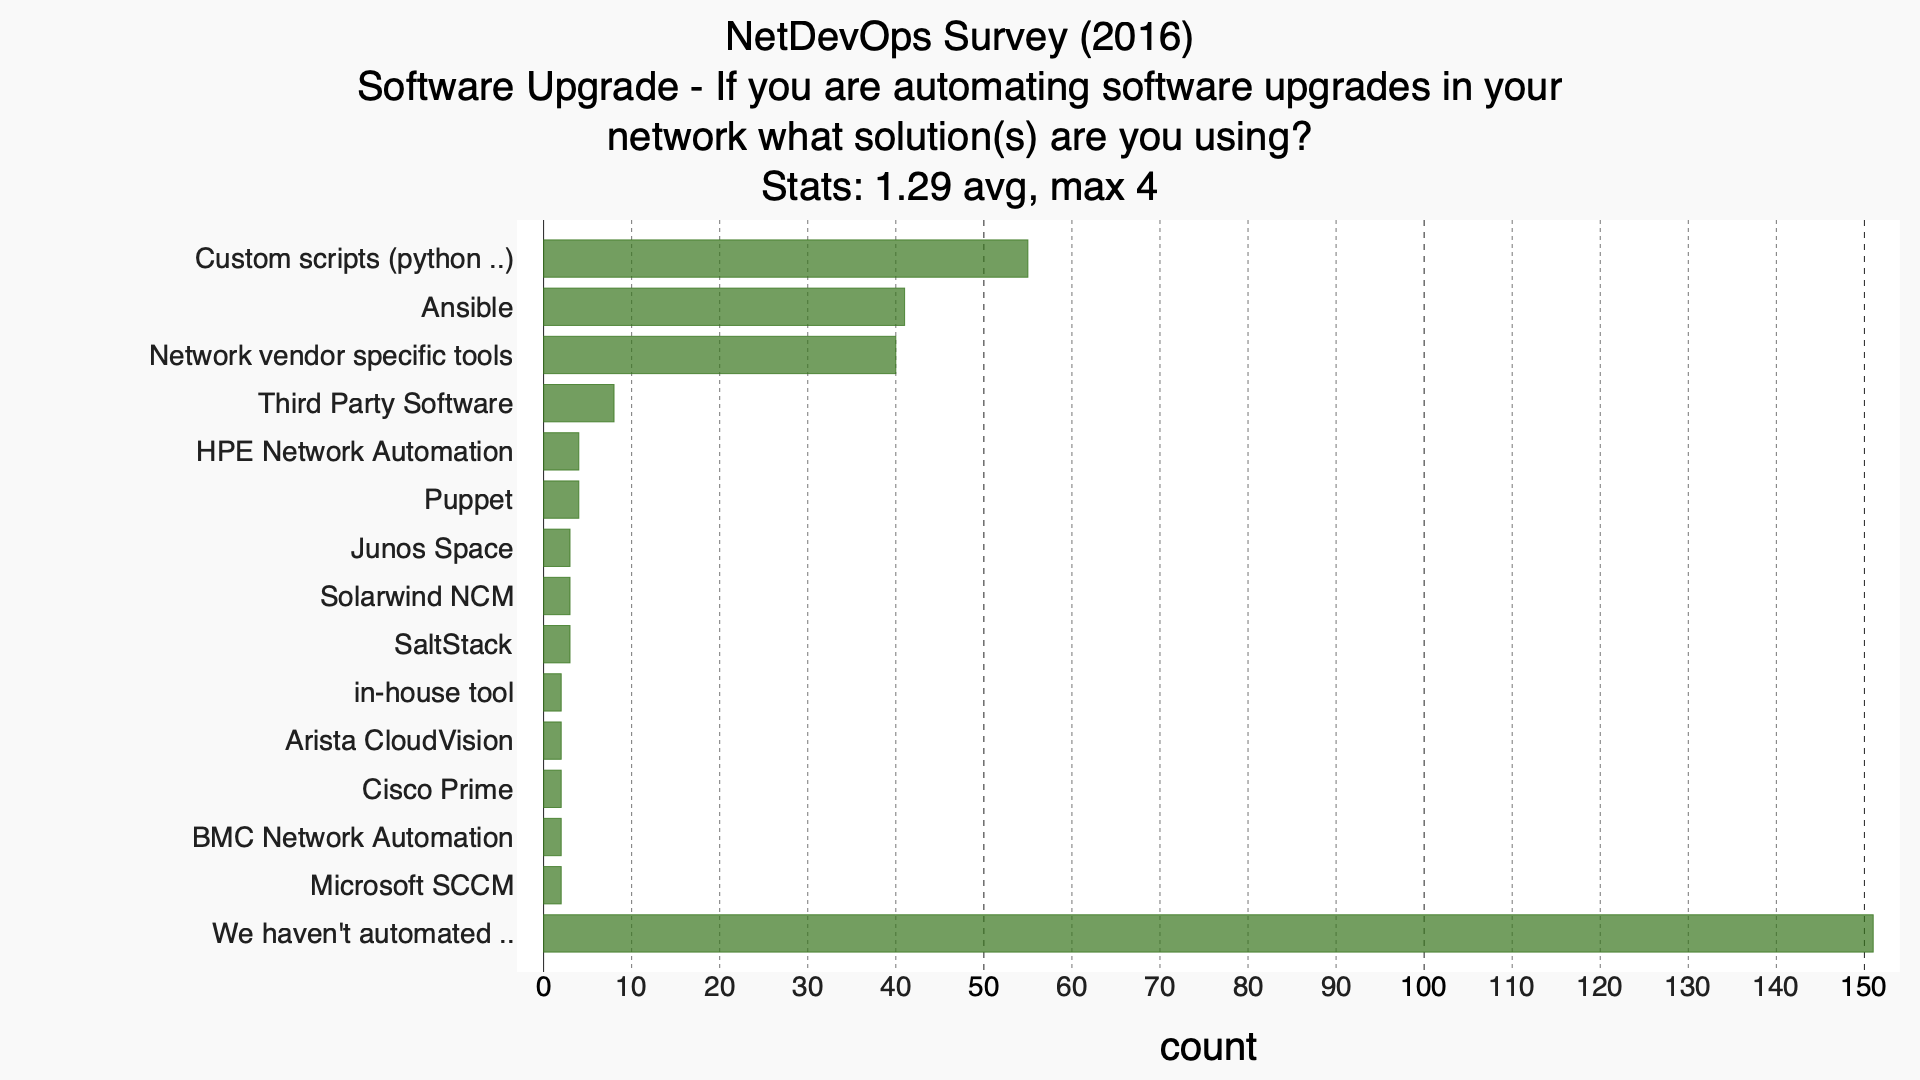 NetDevOps Survey (2016)
Software Upgrade - If you are automating software upgrades in your
network what solution(s) are you using?
Stats: 1.29 avg, max 4
Custom scripts (python ..)
Ansible
Network vendor specific tools
Third Party Software
HPE Network Automation
Puppet
Junos Space
Solarwind NCM
SaltStack
in-house tool
Arista CloudVision
Cisco Prime
BMC Network Automation
Microsoft SCCM
We haven't automated ..
0 10 20 30 40 50 60 70 80 90 100 110 120 130 140 150
count